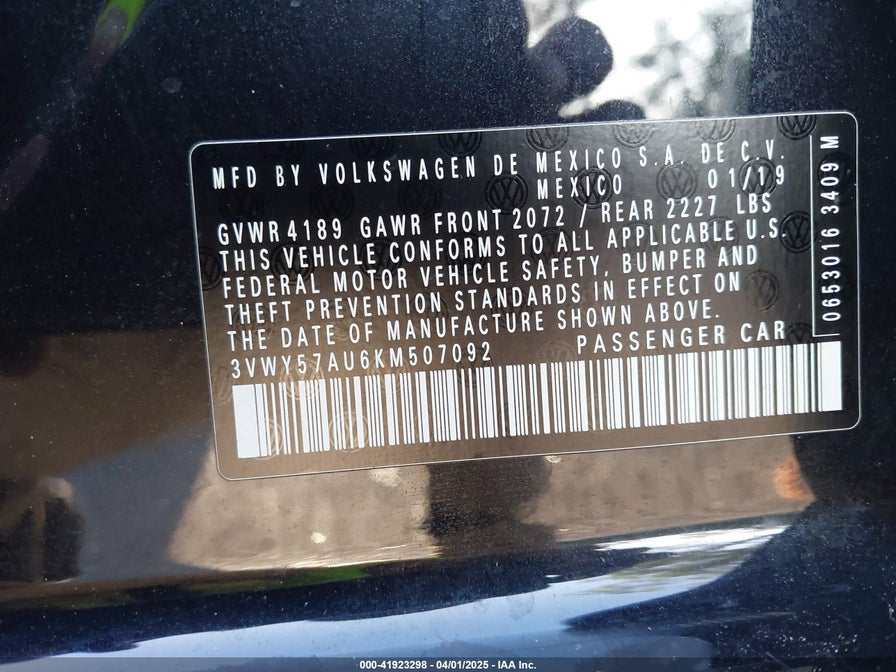 MFD BY VOLKSWAGEN DE MEXICO S.A. DE C.V.
MEXICO 01/19
GVWR 4189 GAWR FRONT 2072 / REAR 2227 LBS
THIS VEHICLE CONFORMS TO ALL APPLICABLE U.S.
FEDERAL MOTOR VEHICLE SAFETY, BUMPER AND
THEFT PREVENTION STANDARDS IN EFFECT ON
THE DATE OF MANUFACTURE SHOWN ABOVE.
3VWY57AU6KM507092 PASSENGER CAR
0653016 3409 M
000-41923298 - 04/01/2025 - IAA Inc.